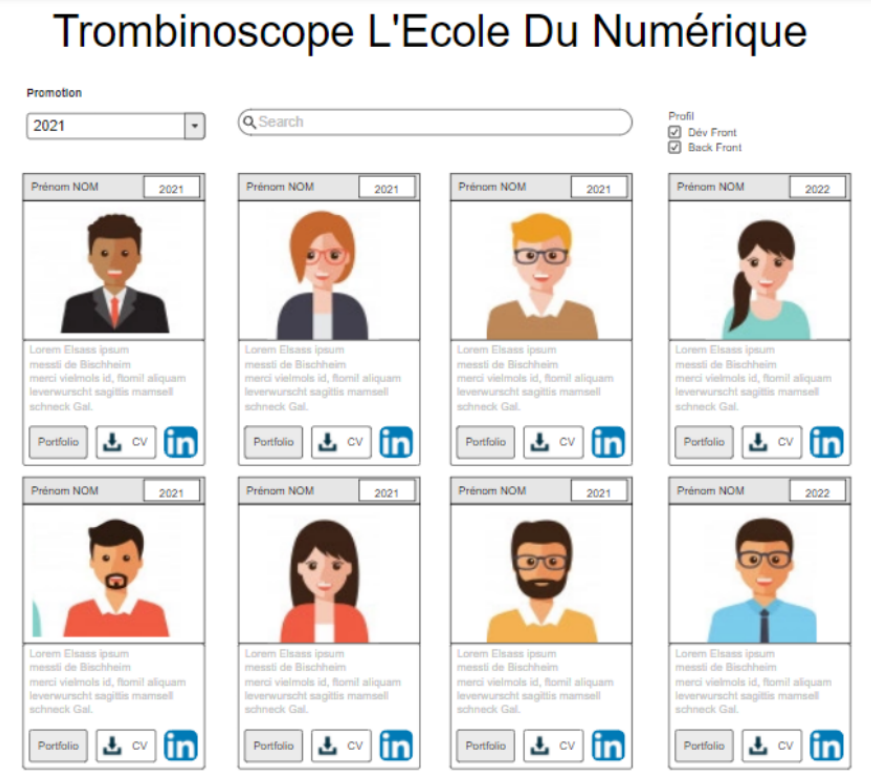 Trombinoscope L'Ecole Du Numérique
Promotion
2021
Search
Profil
Dév Front
Back Front
Prénom NOM 2021
Prénom NOM 2021
Prénom NOM 2021
Prénom NOM 2022
Lorem Elsass ipsum
messti de Bischheim
merci vielmols id, flomi! aliquam
leverwurscht sagittis mamsell
schneck Gal.
Portfolio CV in
Lorem Elsass ipsum
messti de Bischheim
merci vielmols id, flomi! aliquam
leverwurscht sagittis mamsell
schneck Gal.
Portfolio CV in
Lorem Elsass ipsum
messti de Bischheim
merci vielmols id, flomi! aliquam
leverwurscht sagittis mamsell
schneck Gal.
Portfolio CV in
Lorem Elsass ipsum
messti de Bischheim
merci vielmols id, flomi! aliquam
leverwurscht sagittis mamsell
schneck Gal.
Portfolio CV in
Prénom NOM 2021
Prénom NOM 2021
Prénom NOM 2021
Prénom NOM 2022
Lorem Elsass ipsum
messti de Bischheim
merci vielmols id, flomi! aliquam
leverwurscht sagittis mamsell
schneck Gal.
Portfolio CV in
Lorem Elsass ipsum
messti de Bischheim
merci vielmols id, flomi! aliquam
leverwurscht sagittis mamsell
schneck Gal.
Portfolio CV in
Lorem Elsass ipsum
messti de Bischheim
merci vielmols id, flomi! aliquam
leverwurscht sagittis mamsell
schneck Gal.
Portfolio CV in
Lorem Elsass ipsum
messti de Bischheim
merci vielmols id, flomi! aliquam
leverwurscht sagittis mamsell
schneck Gal.
Portfolio CV in